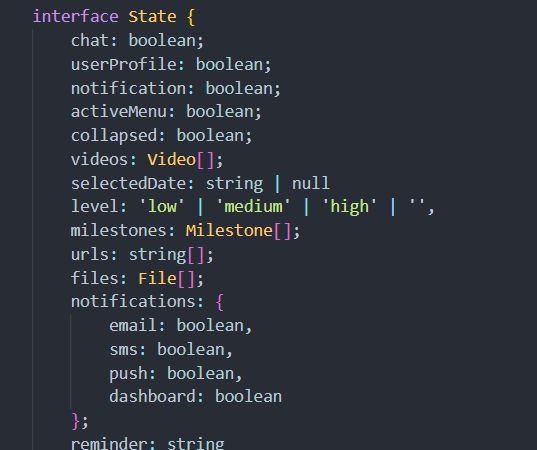 interface State {
chat: boolean;
userProfile: boolean;
notification: boolean;
activeMenu: boolean;
collapsed: boolean;
videos: Video[];
selectedDate: string | null
level: 'low' | 'medium' | 'high' | '',
milestones: Milestone[];
urls: string[];
files: File[];
notifications: {
email: boolean,
sms: boolean,
push: boolean,
dashboard: boolean
};
reminder: string